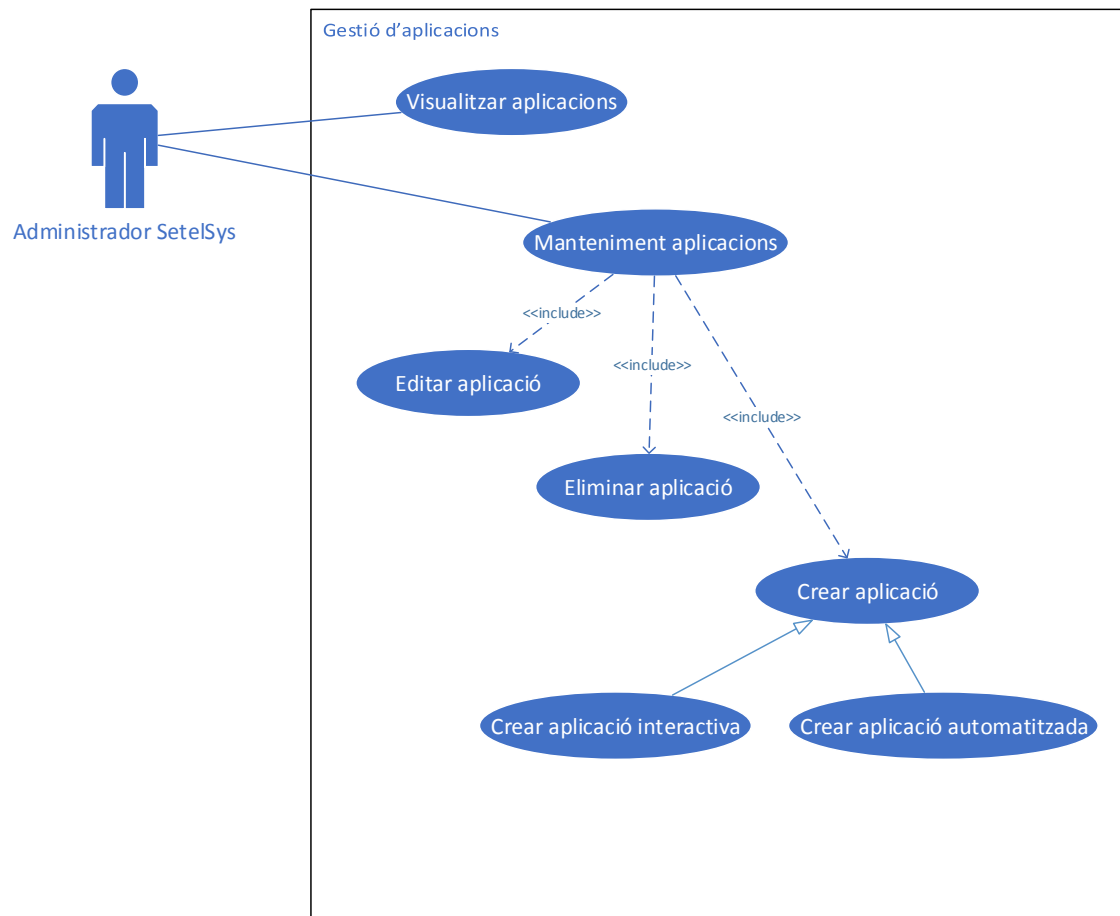 Gestió d'aplicacions
Visualitzar aplicacions
Administrador SetelSys
Manteniment aplicacions
<<include>>
<<include>>
<<include>>
Editar aplicació
Eliminar aplicació
Crear aplicació
Crear aplicació interactiva
Crear aplicació automatitzada